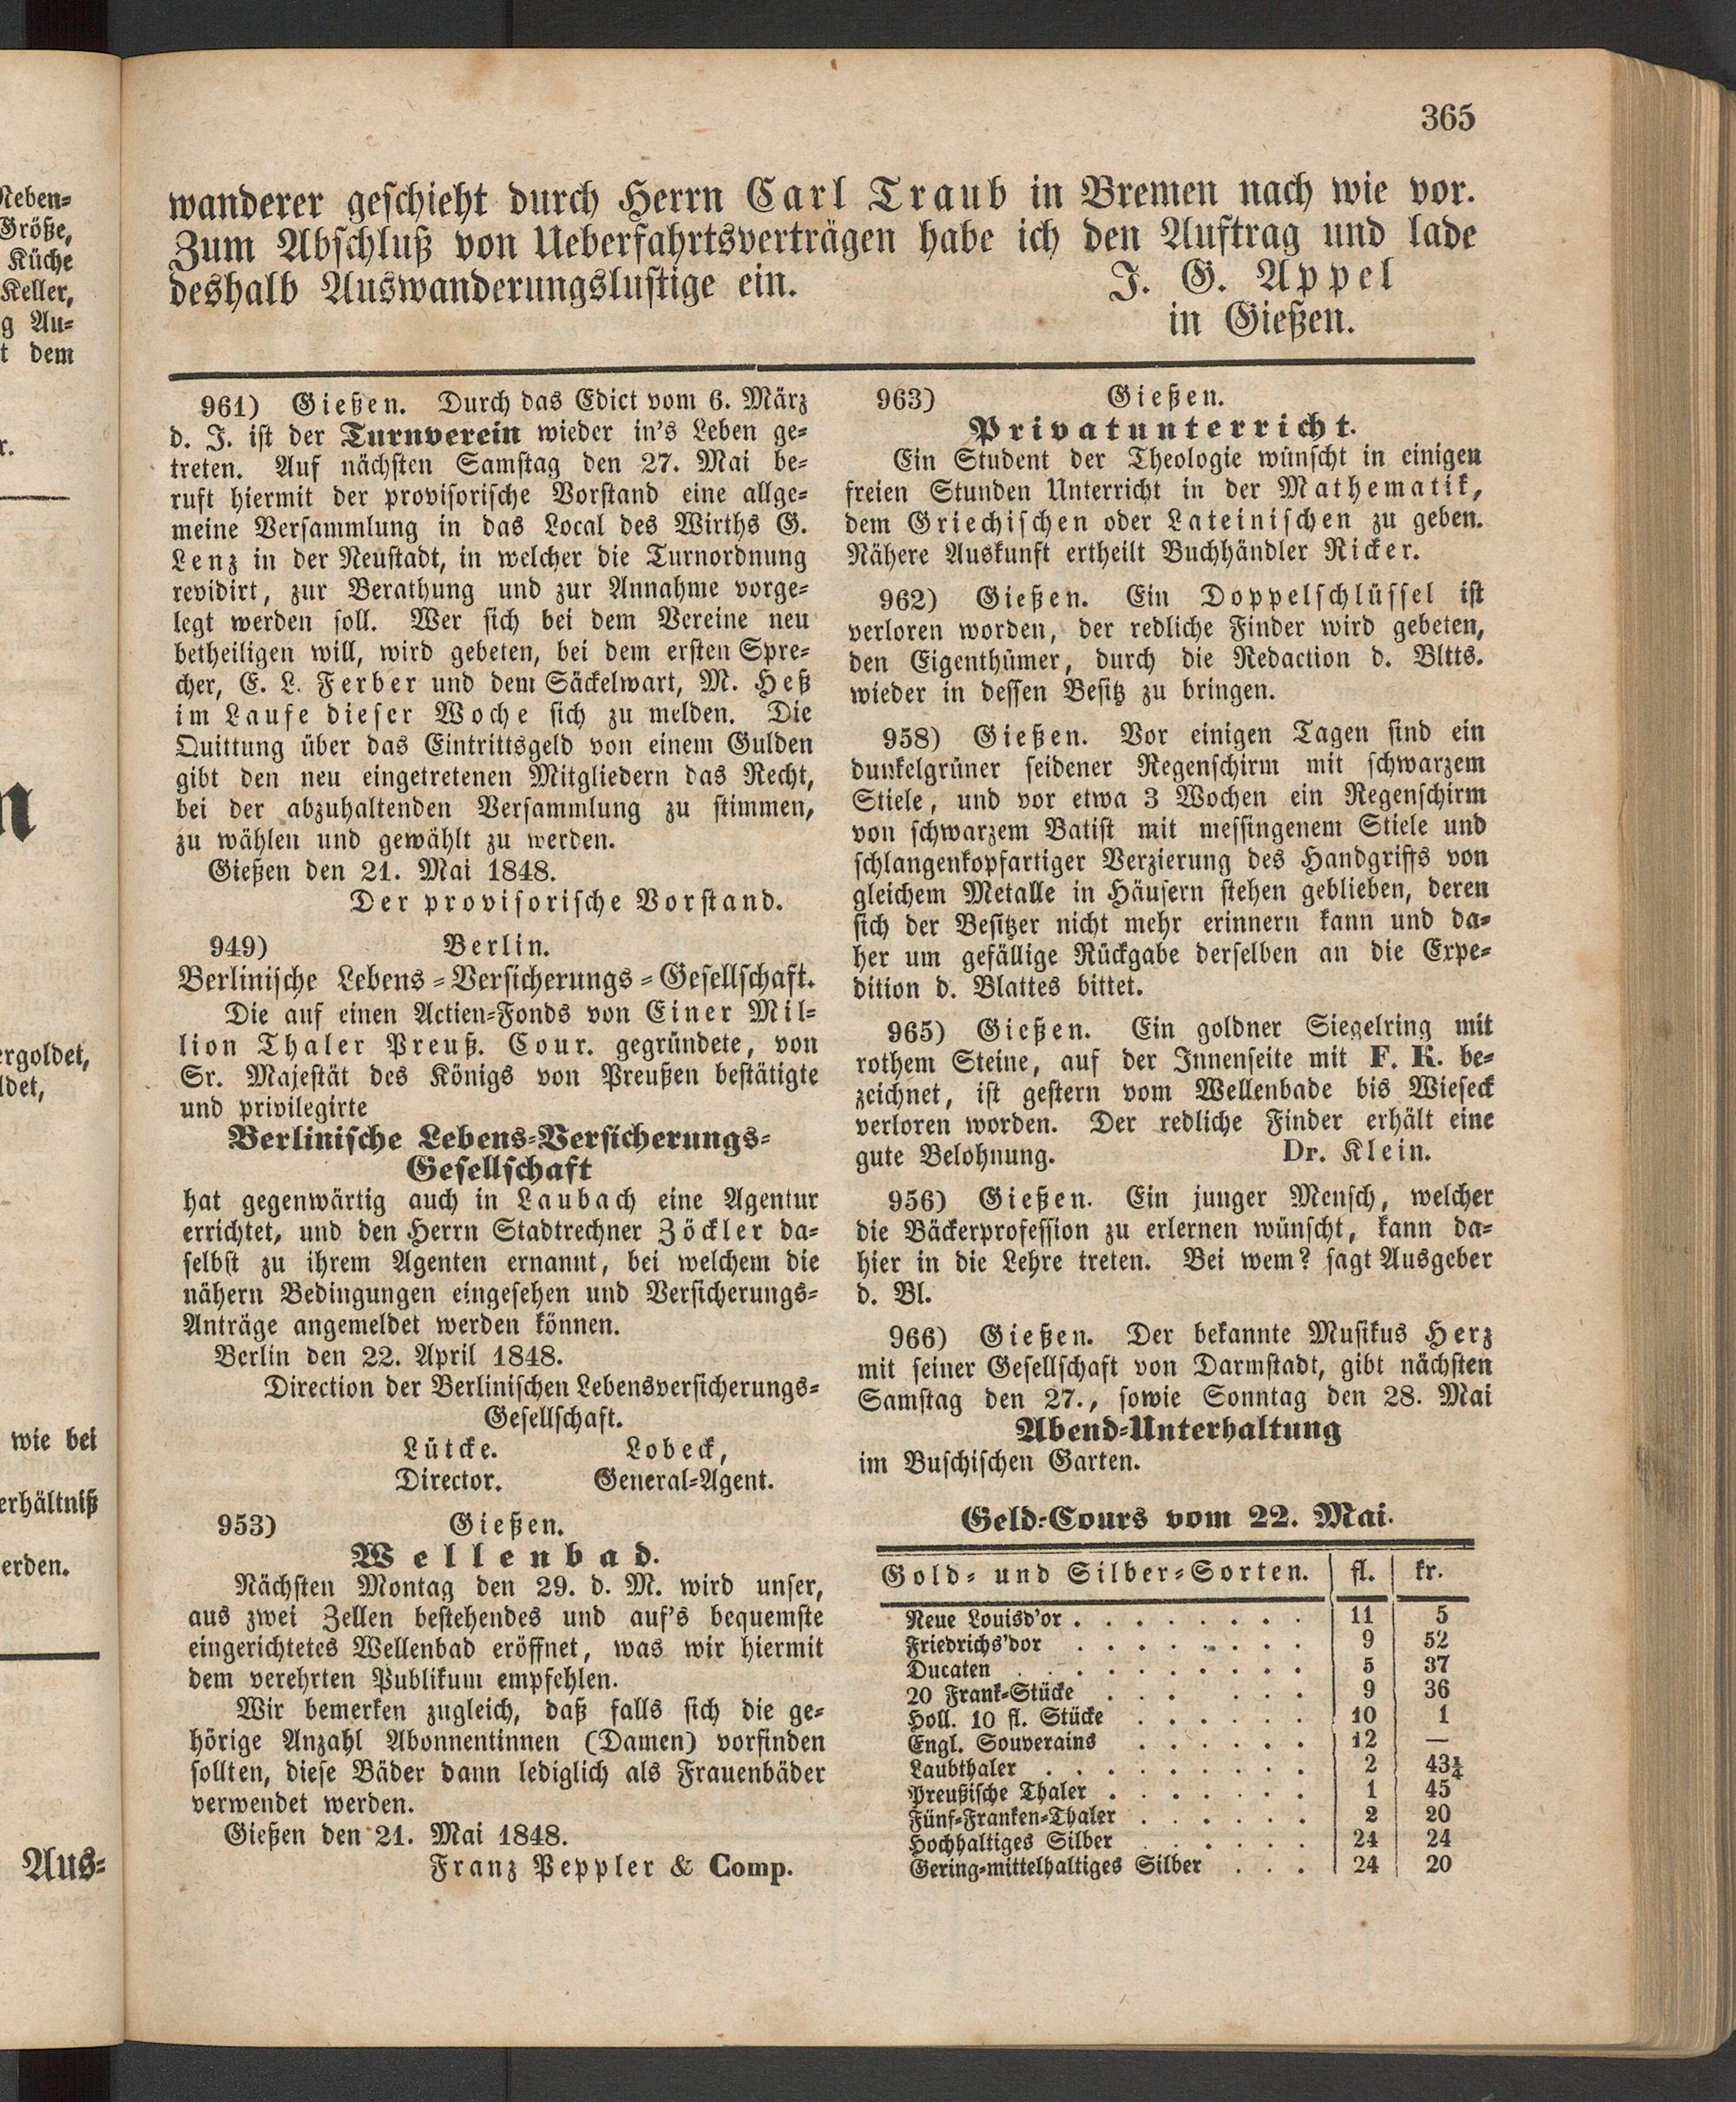 365
wanderer geschieht durch Herrn Carl Traub in Bremen nach wie vor.
Zum Abschluß von Ueberfahrtsverträgen habe ich den Auftrag und lade
deshalb Auswanderungslustige ein.
J. G. Appel
in Gießen.
961) Gießen. Durch das Edict vom 6. März
d. J. ist der Turnverein wieder in's Leben ge-
treten. Auf nächsten Samstag den 27. Mai be-
ruft hiermit der provisorische Vorstand eine allge-
meine Versammlung in das Local des Wirths G.
Lenz in der Neustadt, in welcher die Turnordnung
revidirt, zur Berathung und zur Annahme vorge-
legt werden soll. Wer sich bei dem Vereine neu
betheiligen will, wird gebeten, bei dem ersten Spre-
cher, E. L. Ferber und dem Säckelwart, M. Heß
im Laufe dieser Woche sich zu melden. Die
Quittung über das Eintrittsgeld von einem Gulden
gibt den neu eingetretenen Mitgliedern das Recht,
bei der abzuhaltenden Versammlung zu stimmen,
zu wählen und gewählt zu werden.
Gießen den 21. Mai 1848.
Der provisorische Vorstand.
949) Berlin.
Berlinische Lebens-Versicherungs-Gesellschaft.
Die auf einen Actien-Fonds von Einer Mil-
lion Thaler Preuß. Cour. gegründete, von
Sr. Majestät des Königs von Preußen bestätigte
und privilegirte
Berlinische Lebens-Versicherungs-
Gesellschaft
hat gegenwärtig auch in Laubach eine Agentur
errichtet, und den Herrn Stadtrechner Zöckler da-
selbst zu ihrem Agenten ernannt, bei welchem die
nähern Bedingungen eingesehen und Versicherungs-
Anträge angemeldet werden können.
Berlin den 22. April 1848.
Direction der Berlinischen Lebensversicherungs-
Gesellschaft.
Lütcke. Lobeck,
Director. General-Agent.
953) Gießen.
Wellenbad.
Nächsten Montag den 29. d. M. wird unser,
aus zwei Zellen bestehendes und auf's bequemste
eingerichtetes Wellenbad eröffnet, was wir hiermit
dem verehrten Publikum empfehlen.
Wir bemerken zugleich, daß falls sich die ge-
hörige Anzahl Abonnentinnen (Damen) vorfinden
sollten, diese Bäder dann lediglich als Frauenbäder
verwendet werden.
Gießen den 21. Mai 1848.
Franz Peppler & Comp.
963) Gießen.
Privatunterricht.
Ein Student der Theologie wünscht in einigen
freien Stunden Unterricht in der Mathematik,
dem Griechischen oder Lateinischen zu geben.
Nähere Auskunft ertheilt Buchhändler Ricker.
962) Gießen. Ein Doppelschlüssel ist
verloren worden, der redliche Finder wird gebeten,
den Eigenthümer, durch die Redaction d. Bltts.
wieder in dessen Besitz zu bringen.
958) Gießen. Vor einigen Tagen sind ein
dunkelgrüner seidener Regenschirm mit schwarzem
Stiele, und vor etwa 3 Wochen ein Regenschirm
von schwarzem Batist mit messingenem Stiele und
schlangenkopfartiger Verzierung des Handgriffs von
gleichem Metalle in Häusern stehen geblieben, deren
sich der Besitzer nicht mehr erinnern kann und da-
her um gefällige Rückgabe derselben an die Expe-
dition d. Blattes bittet.
965) Gießen. Ein goldner Siegelring mit
rothem Steine, auf der Innenseite mit F. K. be-
zeichnet, ist gestern vom Wellenbade bis Wieseck
verloren worden. Der redliche Finder erhält eine
gute Belohnung. Dr. Klein.
956) Gießen. Ein junger Mensch, welcher
die Bäckerprofession zu erlernen wünscht, kann da-
hier in die Lehre treten. Bei wem? sagt Ausgeber
d. Bl.
966) Gießen. Der bekannte Musikus Herz
mit seiner Gesellschaft von Darmstadt, gibt nächsten
Samstag den 27., sowie Sonntag den 28. Mai
Abend-Unterhaltung
im Buschischen Garten.
Geld-Cours vom 22. Mai.
Gold- und Silber-Sorten. fl. kr.
Neue Louisd'or . . . . . . . . 11 5
Friedrichs'dor . . . . . . . . 9 52
Ducaten . . . . . . . . . . 5 37
20 Frank-Stücke . . . . . . 9 36
Holl. 10 fl. Stücke . . . . . . 10 1
Engl. Souverains . . . . . . 12 —
Laubthaler . . . . . . . . . 2 43¼
Preußische Thaler . . . . . . . 1 45
Fünf-Franken-Thaler . . . . . . 2 20
Hochhaltiges Silber . . . . . . 24 24
Gering-mittelhaltiges Silber . . . 24 20
Neben-
Größe,
Küche
Keller,
g Au-
t dem
r.
n
ergoldet,
ldet,
wie bei
erhältniß
erden.
Aus-